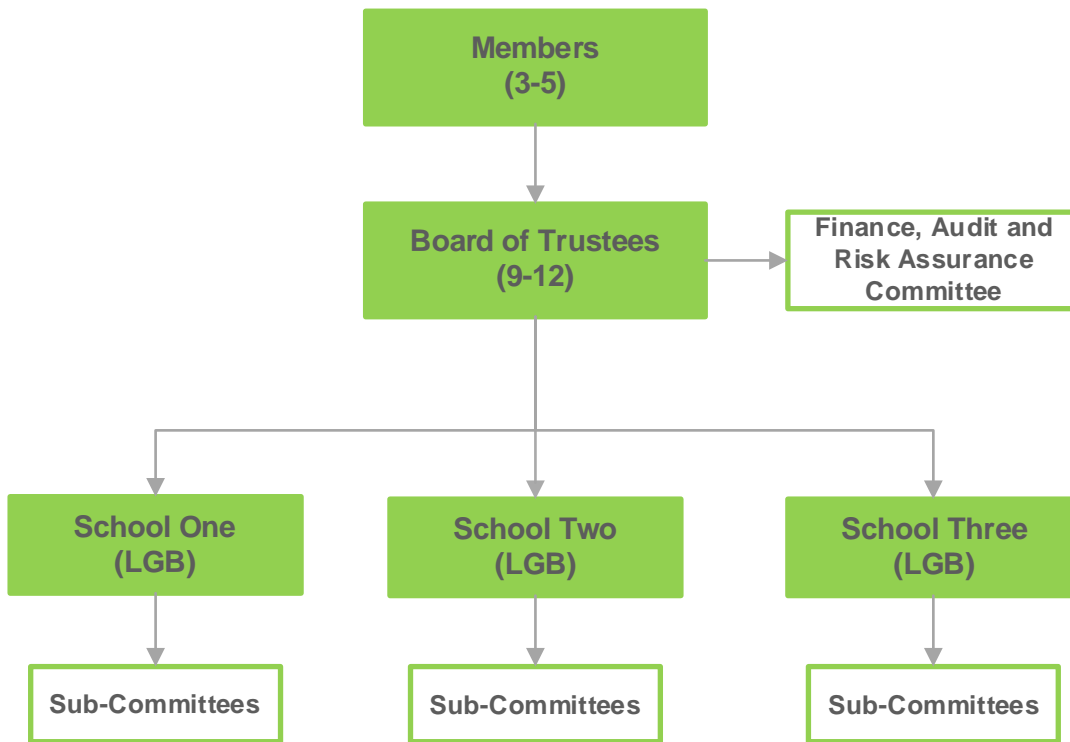 Members
(3-5)
Board of Trustees
(9-12)
Finance, Audit and
Risk Assurance
Committee
School One
(LGB)
School Two
(LGB)
School Three
(LGB)
Sub-Committees
Sub-Committees
Sub-Committees